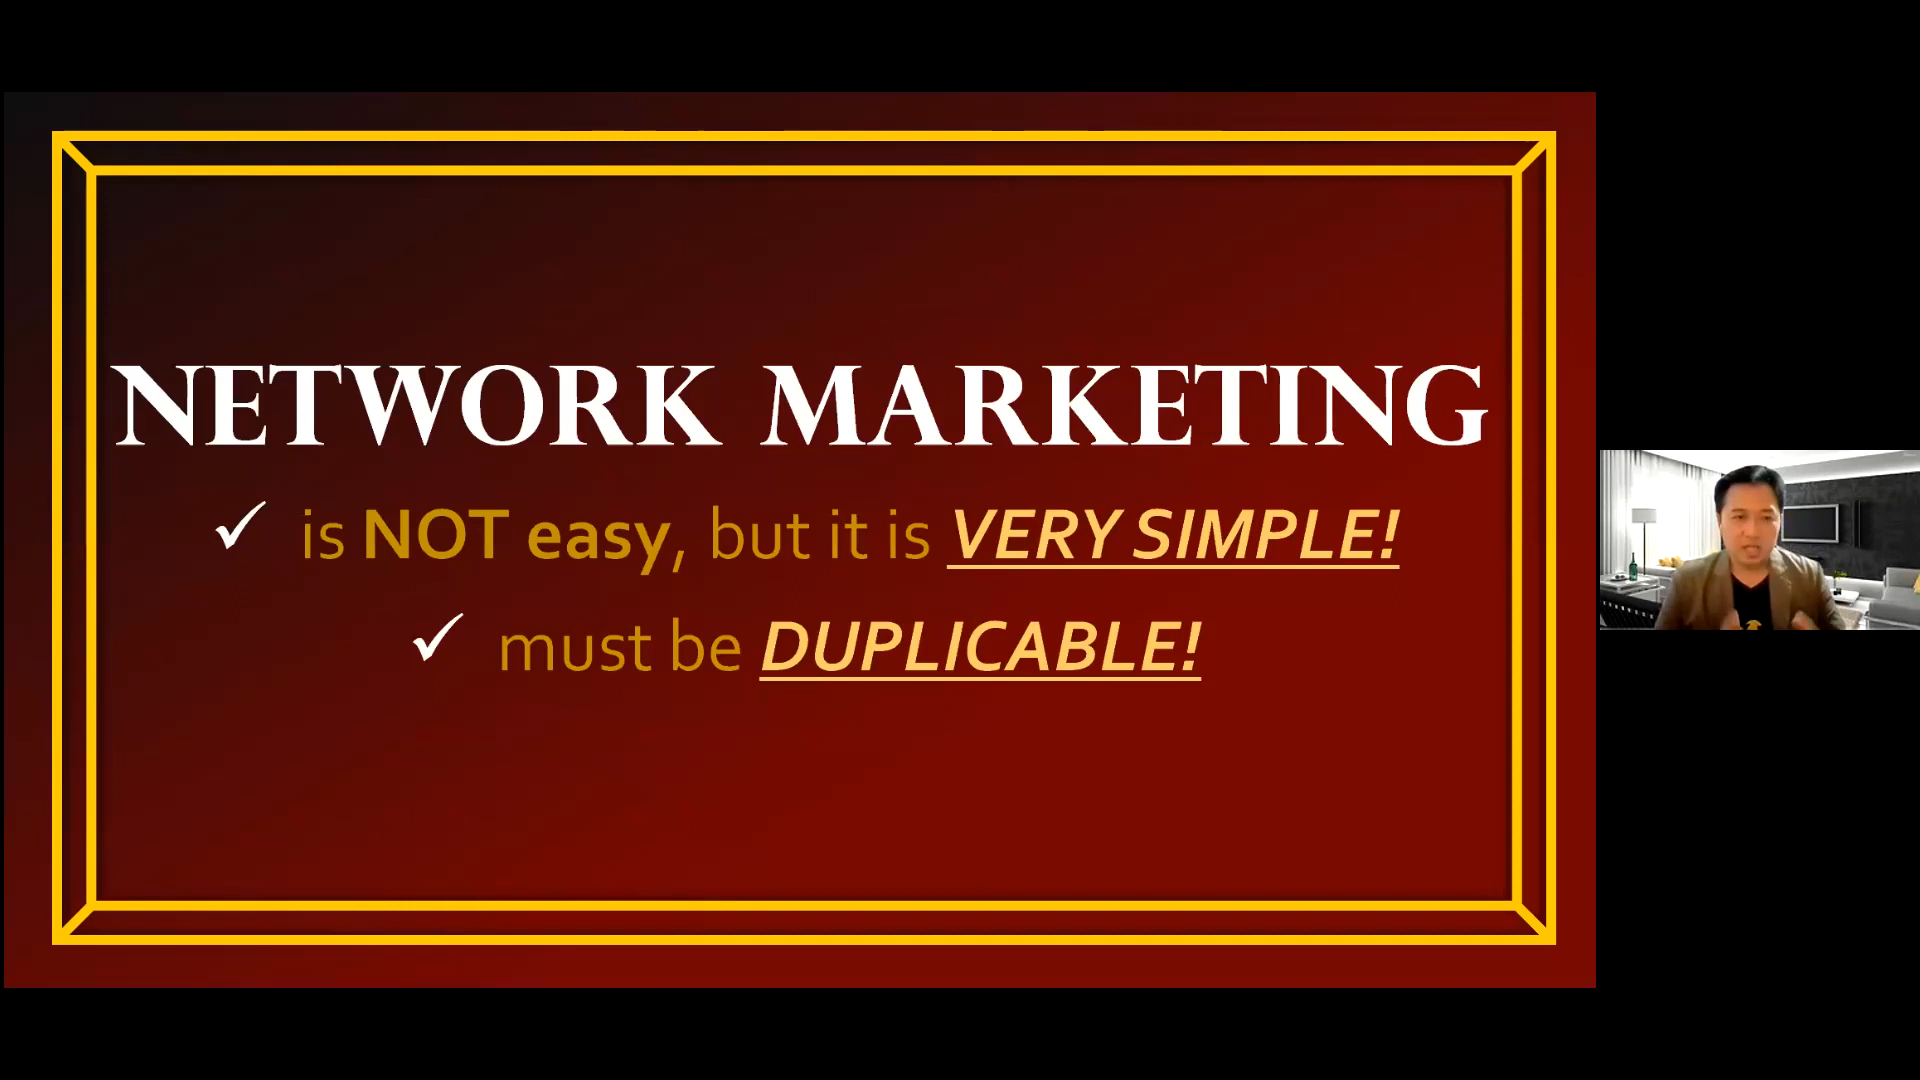 NETWORK MARKETING
✓ is NOT easy, but it is VERY SIMPLE!
✓ must be DUPLICABLE!